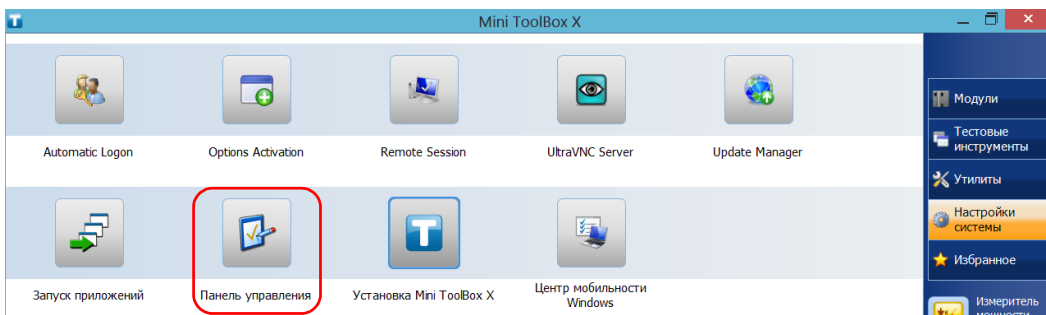 Mini ToolBox X
Automatic Logon
Options Activation
Remote Session
UltraVNC Server
Update Manager
Запуск приложений
Панель управления
Установка Mini ToolBox X
Центр мобильности
Windows
Модули
Тестовые
инструменты
Утилиты
Настройки
системы
Избранное
Измеритель